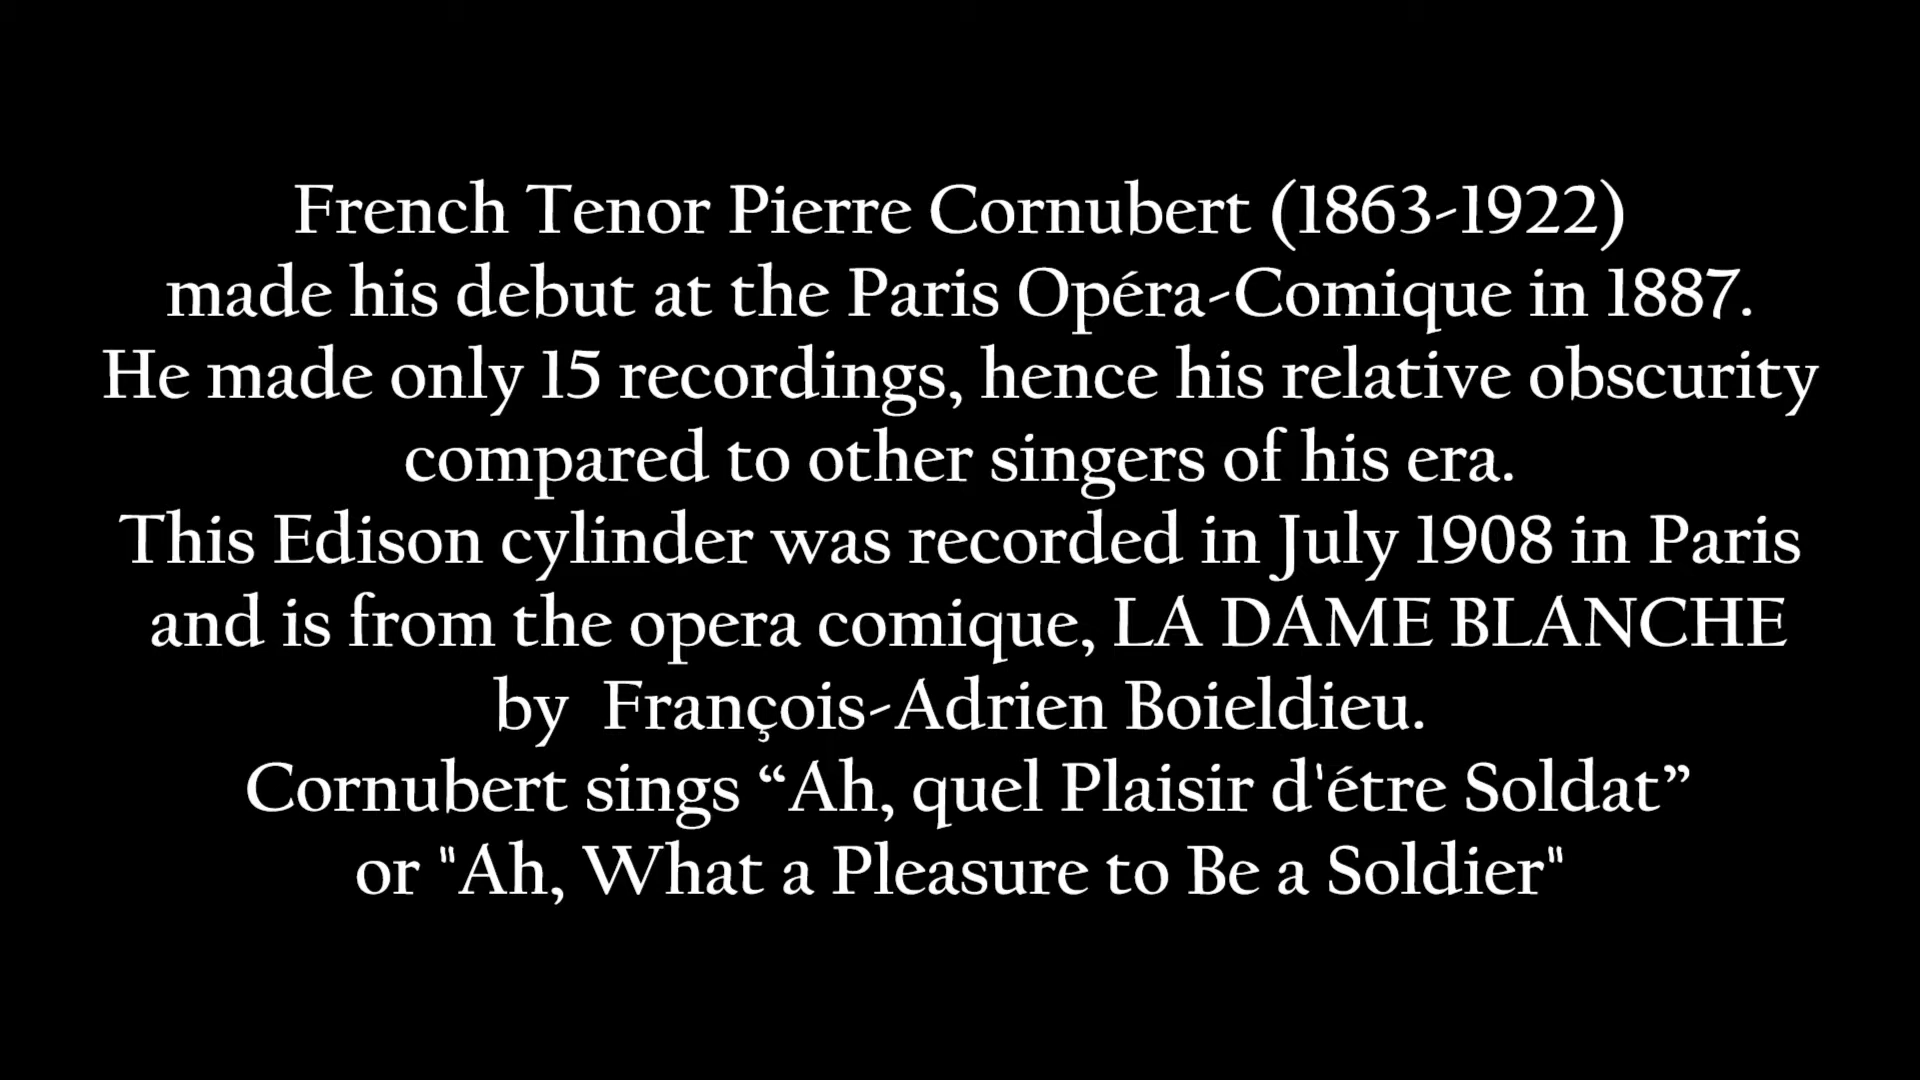 French Tenor Pierre Cornubert (1863-1922)
made his debut at the Paris Opéra-Comique in 1887.
He made only 15 recordings, hence his relative obscurity
compared to other singers of his era.
This Edison cylinder was recorded in July 1908 in Paris
and is from the opera comique, LA DAME BLANCHE
by  François-Adrien Boieldieu.
Cornubert sings “Ah, quel Plaisir d'étre Soldat”
or "Ah, What a Pleasure to Be a Soldier"